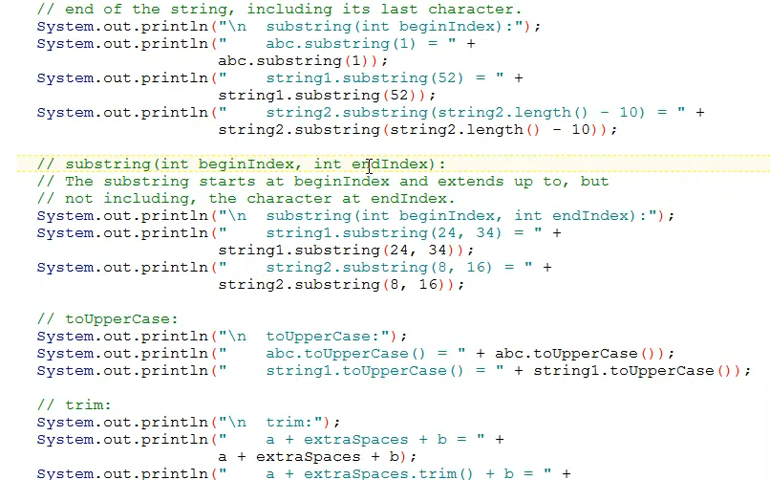 // end of the string, including its last character.
System.out.println("\n  substring(int beginIndex):");
System.out.println("    abc.substring(1) = " +
                   abc.substring(1));
System.out.println("    string1.substring(52) = " +
                   string1.substring(52));
System.out.println("    string2.substring(string2.length() - 10) = " +
                   string2.substring(string2.length() - 10));
// substring(int beginIndex, int endIndex):
// The substring starts at beginIndex and extends up to, but
// not including, the character at endIndex.
System.out.println("\n  substring(int beginIndex, int endIndex):");
System.out.println("    string1.substring(24, 34) = " +
                   string1.substring(24, 34));
System.out.println("    string2.substring(8, 16) = " +
                   string2.substring(8, 16));
// toUpperCase:
System.out.println("\n  toUpperCase:");
System.out.println("    abc.toUpperCase() = " + abc.toUpperCase());
System.out.println("    string1.toUpperCase() = " + string1.toUpperCase());
// trim:
System.out.println("\n  trim:");
System.out.println("    a + extraSpaces + b = " +
                   a + extraSpaces + b);
System.out.println("    a + extraSpaces.trim() + b = " +